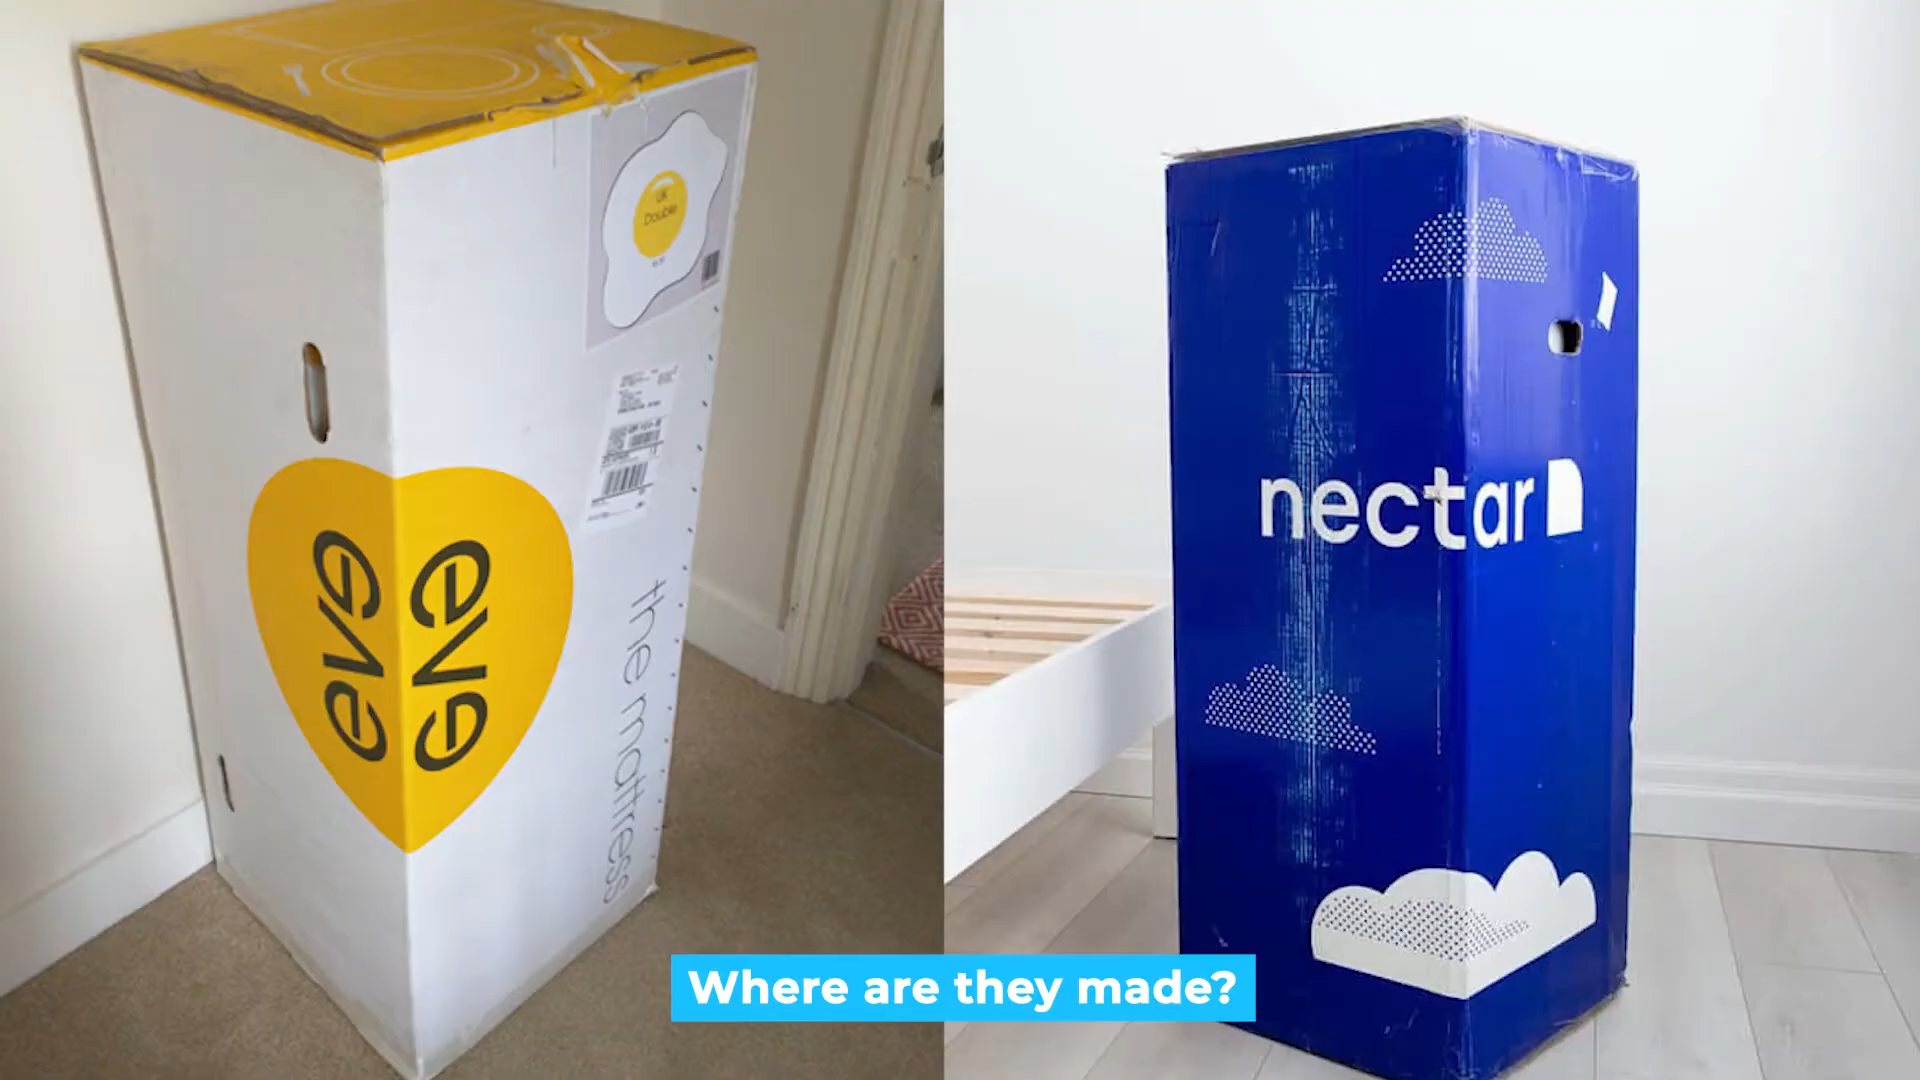 UK
Double
eve
eve
the mattress
nectar
Where are they made?